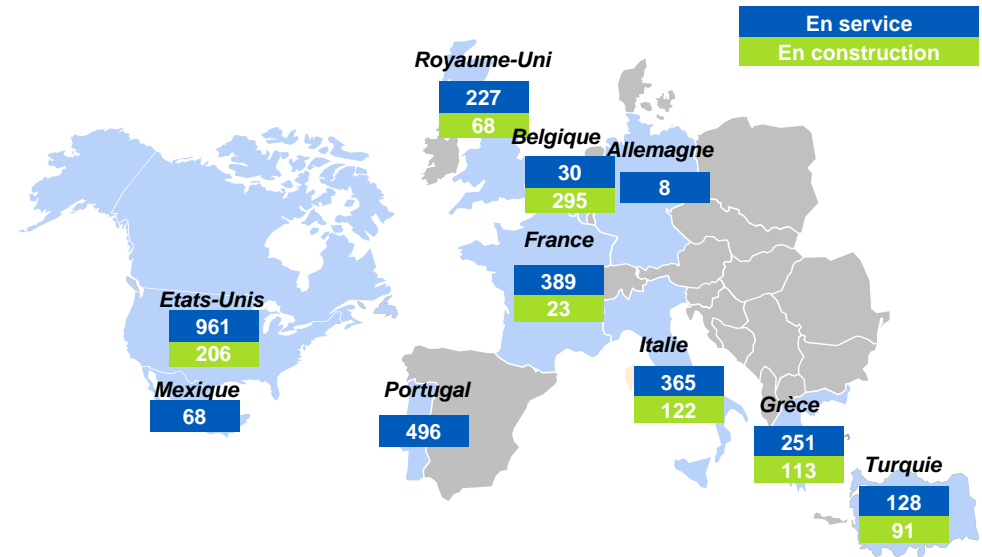 En service
En construction
Royaume-Uni
227
68
Belgique
30
295
Allemagne
8
France
389
23
Etats-Unis
961
206
Mexique
68
Portugal
496
Italie
365
122
Grèce
251
113
Turquie
128
91